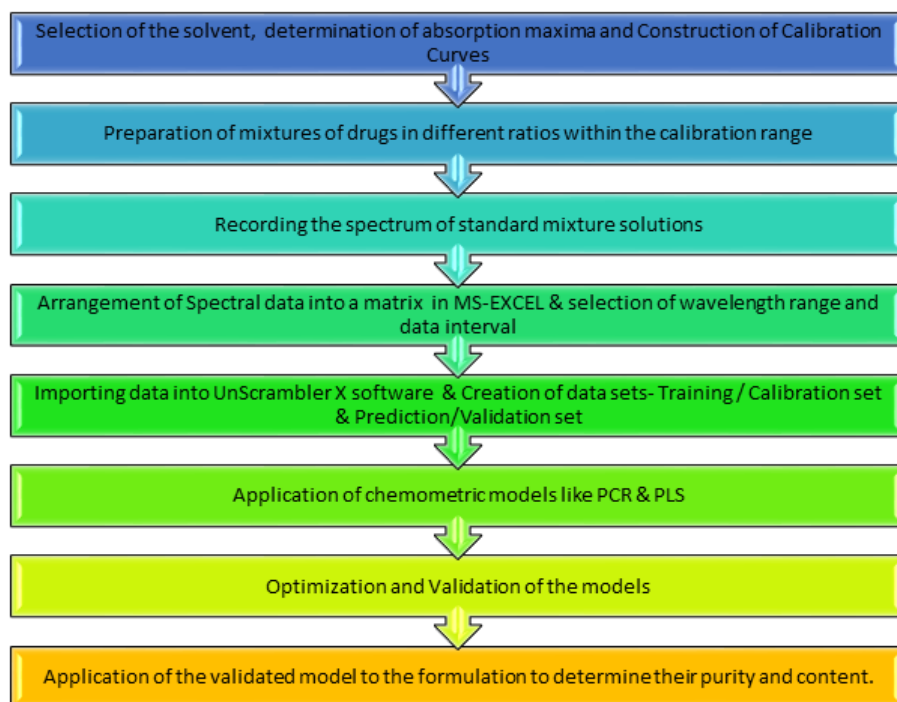 Selection of the solvent, determination of absorption maxima and Construction of Calibration
Curves
Preparation of mixtures of drugs in different ratios within the calibration range
Recording the spectrum of standard mixture solutions
Arrangement of Spectral data into a matrix in MS-EXCEL & selection of wavelength range and
data interval
Importing data into UnScrambler X software & Creation of data sets- Training / Calibration set
& Prediction/Validation set
Application of chemometric models like PCR & PLS
Optimization and Validation of the models
Application of the validated model to the formulation to determine their purity and content.